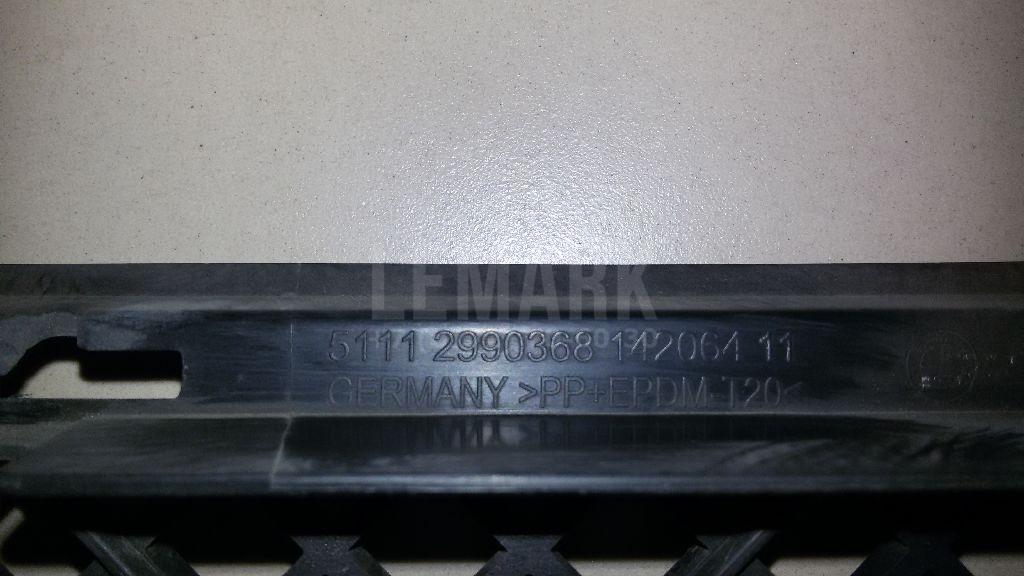 LEMARK
5111 2990368 142064 11
GERMANY >PP+EPDM-T20<